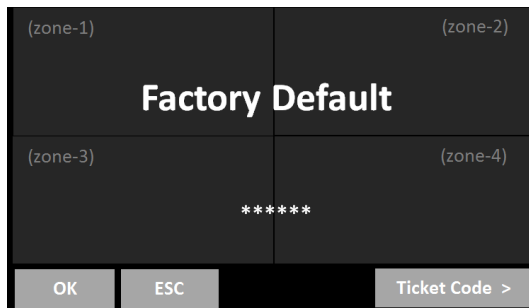 (zone-1)
(zone-2)
Factory Default
(zone-3)
(zone-4)
******
OK
ESC
Ticket Code >